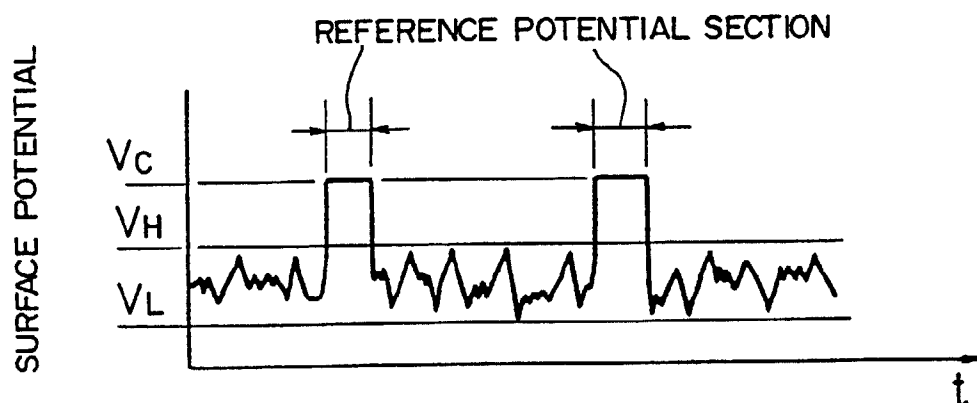 REFERENCE POTENTIAL SECTION
SURFACE POTENTIAL
VC
VH
VL
t